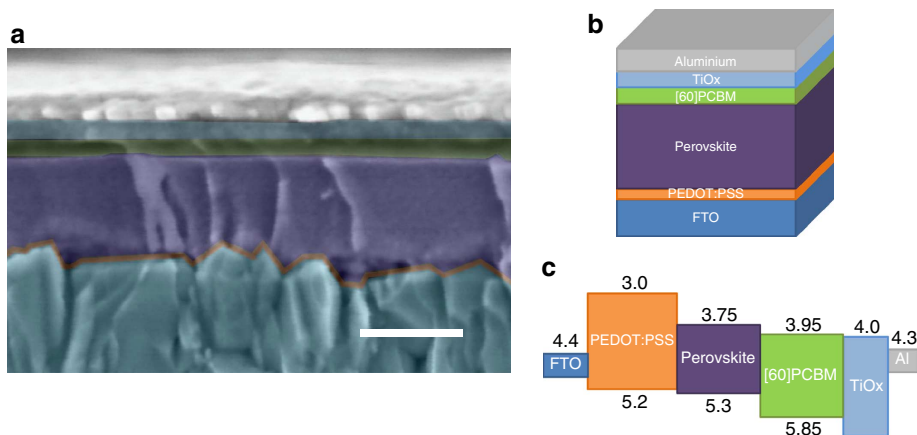 a
b
Aluminium
TiOx
[60]PCBM
Perovskite
PEDOT:PSS
FTO
c
3.0
3.75
3.95
4.0
4.3
4.4
PEDOT:PSS
FTO
Perovskite
[60]PCBM
TiOx
Al
5.2
5.3
5.85